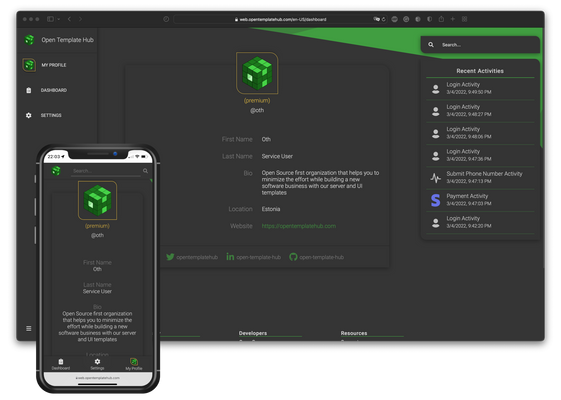 web.opentemplatehub.com/en-US/dashboard
Open Template Hub
MY PROFILE
DASHBOARD
SETTINGS
(premium)
@oth
First Name Oth
Last Name Service User
Bio Open Source first organization that helps you to
minimize the effort while building a new
software business with our server and UI
templates
Location Estonia
Website https://opentemplatehub.com
opentemplatehub open-template-hub open-template-hub
Developers Resources
Search...
Recent Activities
Login Activity
3/4/2022, 9:49:50 PM
Login Activity
3/4/2022, 9:48:27 PM
Login Activity
3/4/2022, 9:48:06 PM
Login Activity
3/4/2022, 9:47:36 PM
Submit Phone Number Activity
3/4/2022, 9:47:13 PM
Payment Activity
3/4/2022, 9:47:03 PM
Login Activity
3/4/2022, 9:42:20 PM
22:03
Search...
(premium)
@oth
First Name
Oth
Last Name
Service User
Bio
Open Source first organization
that helps you to minimize the
effort while building a new
software business with our server
and UI templates
Location
Dashboard Settings My Profile
web.opentemplatehub.com